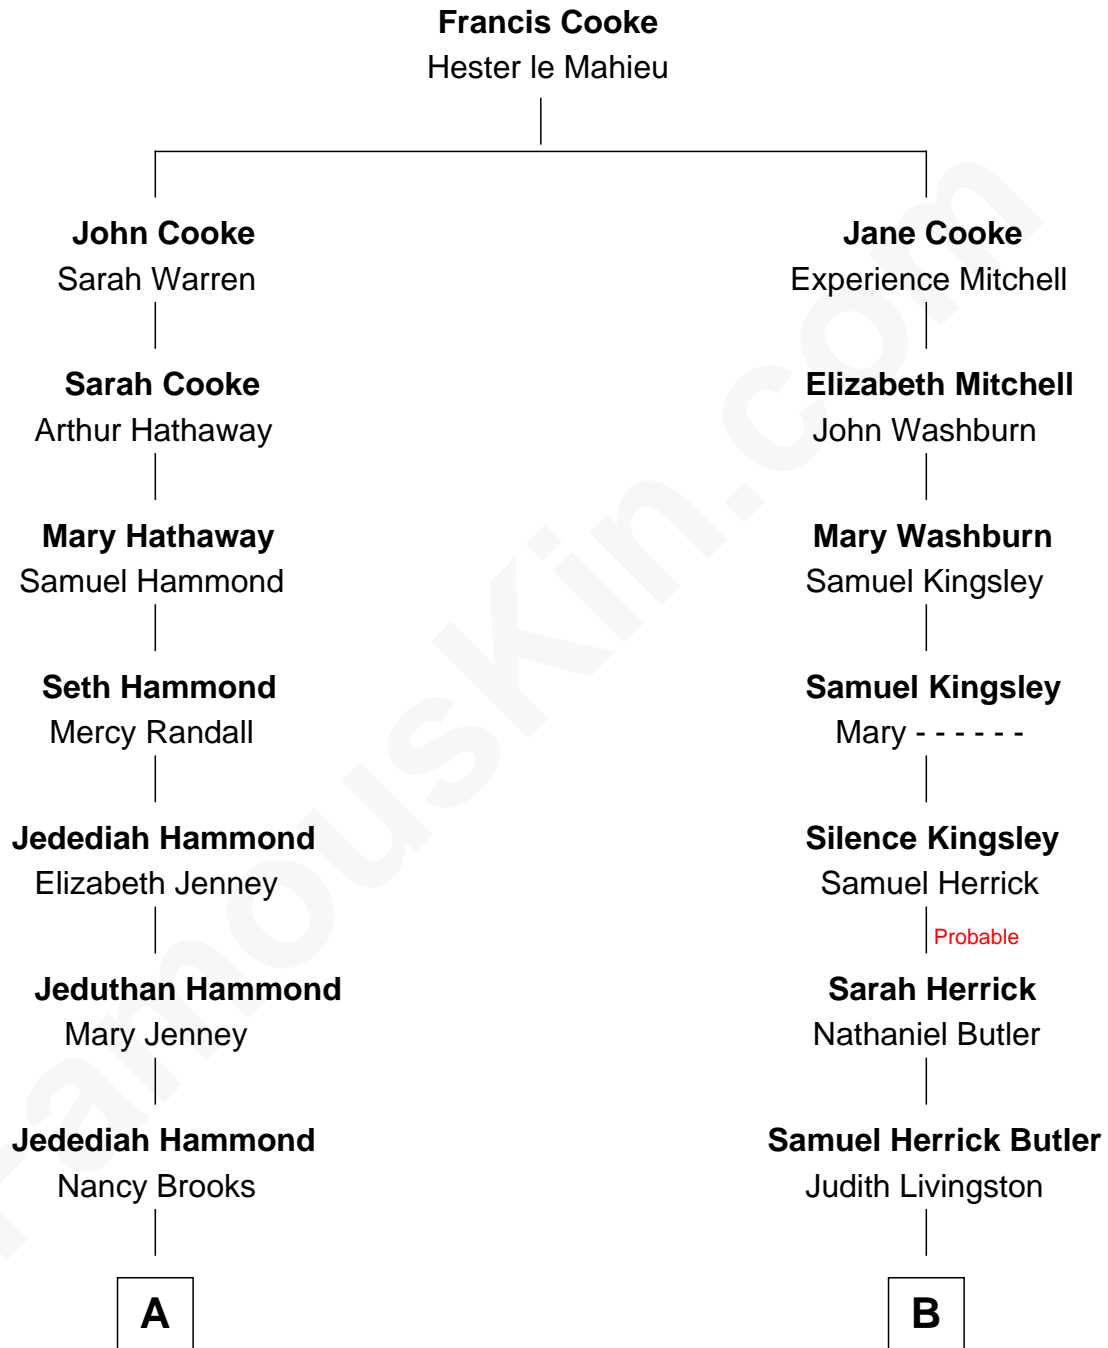 Francis Cooke
Hester le Mahieu
John Cooke
Sarah Warren
Jane Cooke
Experience Mitchell
Sarah Cooke
Arthur Hathaway
Elizabeth Mitchell
John Washburn
Mary Hathaway
Samuel Hammond
Mary Washburn
Samuel Kingsley
Seth Hammond
Mercy Randall
Samuel Kingsley
Mary - - - - - -
Jedediah Hammond
Elizabeth Jenney
Silence Kingsley
Samuel Herrick
Probable
Jeduthan Hammond
Mary Jenney
Sarah Herrick
Nathaniel Butler
Jedediah Hammond
Nancy Brooks
Samuel Herrick Butler
Judith Livingston
A
B
FamousKin.com